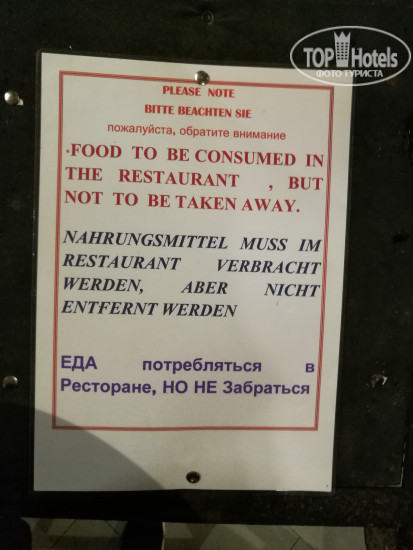 TOP Hotels
ФОТО ТУРИСТА
PLEASE NOTE
BITTE BEACHTEN SIE
пожалуйста, обратите внимание
·FOOD TO BE CONSUMED IN
THE RESTAURANT , BUT
NOT TO BE TAKEN AWAY.
NAHRUNGSMITTEL MUSS IM
RESTAURANT VERBRACHT
WERDEN, ABER NICHT
ENTFERNT WERDEN
ЕДА потребляться в
Ресторане, НО НЕ Забраться